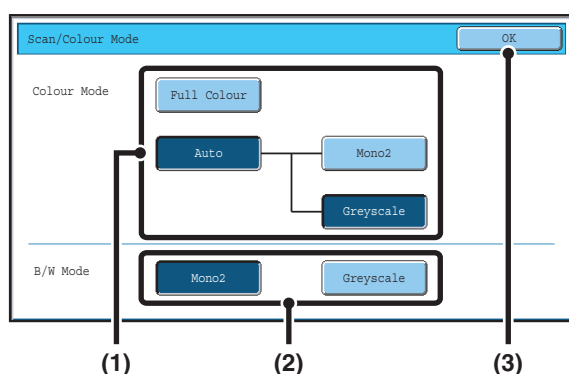 Scan/Colour Mode OK
Colour Mode Full Colour
Auto Mono2
Greyscale
B/W Mode Mono2 Greyscale
(1) (2) (3)